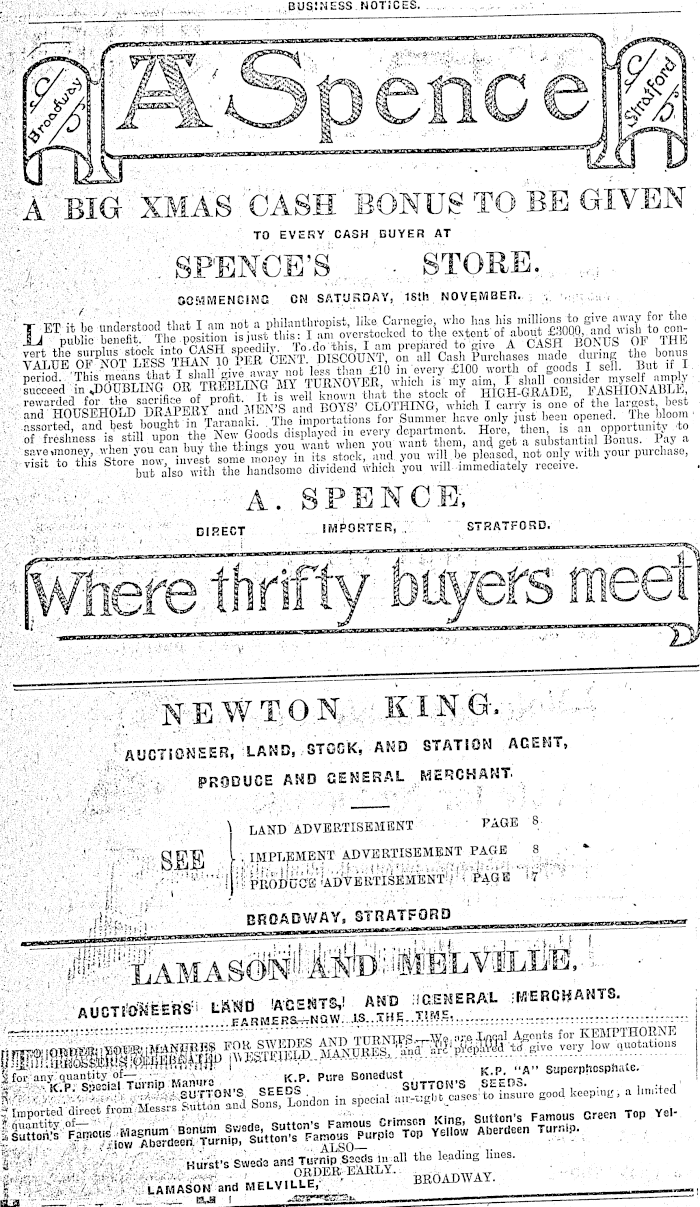 BUSINESS NOTICES.
Broadway
A Spence
Stratford
A BIG XMAS CASH BONUS TO BE GIVEN
TO EVERY CASH BUYER AT
SPENCE'S STORE.
COMMENCING ON SATURDAY, 18th NOVEMBER.
LET it be understood that I am not a philanthropist, like Carnegie, who has his millions to give away for the
public benefit. The position is just this: I am overstocked to the extent of about £3000, and wish to con-
vert the surplus stock into CASH speedily. To do this, I am prepared to give A CASH BONUS OF THE
VALUE OF NOT LESS THAN 10 PER CENT. DISCOUNT, on all Cash Purchases made during the bonus
period. This means that I shall give away not less than £10 in every £100 worth of goods I sell. But if I
succeed in DOUBLING OR TREBLING MY TURNOVER, which is my aim, I shall consider myself amply
rewarded for the sacrifice of profit. It is well known that the stock of HIGH-GRADE, FASHIONABLE,
and HOUSEHOLD DRAPERY and MEN'S and BOYS' CLOTHING, which I carry is one of the largest, best
assorted, and best bought in Taranaki. The importations for Summer have only just been opened. The bloom
of freshness is still upon the New Goods displayed in every department. Here, then, is an opportunity to
save money, when you can buy the things you want when you want them, and get a substantial Bonus. Pay a
visit to this Store now, invest some money in its stock, and you will be pleased, not only with your purchase,
but also with the handsome dividend which you will immediately receive.
A. SPENCE,
DIRECT IMPORTER, STRATFORD.
Where thrifty buyers meet
NEWTON KING.
AUCTIONEER, LAND, STOCK, AND STATION AGENT,
PRODUCE AND GENERAL MERCHANT.
SEE
LAND ADVERTISEMENT PAGE 8
IMPLEMENT ADVERTISEMENT PAGE 8
PRODUCE ADVERTISEMENT PAGE 7
BROADWAY, STRATFORD
LAMASON AND MELVILLE,
AUCTIONEERS LAND AGENTS, AND GENERAL MERCHANTS.
FARMERS—NOW IS THE TIME.
TO ORDER YOUR MANURES FOR SWEDES AND TURNIPS.—We are Local Agents for KEMPTHORNE
PROSSER'S CELEBRATED WESTFIELD MANURES, and are prepared to give very low quotations
for any quantity of—
K.P. Special Turnip Manure K.P. Pure Bonedust K.P. "A" Superphosphate.
SUTTON'S SEEDS SUTTON'S SEEDS.
Imported direct from Messrs Sutton and Sons, London in special air-tight cases to insure good keeping, a limited
quantity of—
Sutton's Famous Magnum Bonum Swede, Sutton's Famous Crimson King, Sutton's Famous Green Top Yel-
low Aberdeen Turnip, Sutton's Famous Purple Top Yellow Aberdeen Turnip.
ALSO—
Hurst's Swede and Turnip Seeds in all the leading lines.
ORDER EARLY.
LAMASON and MELVILLE, BROADWAY.